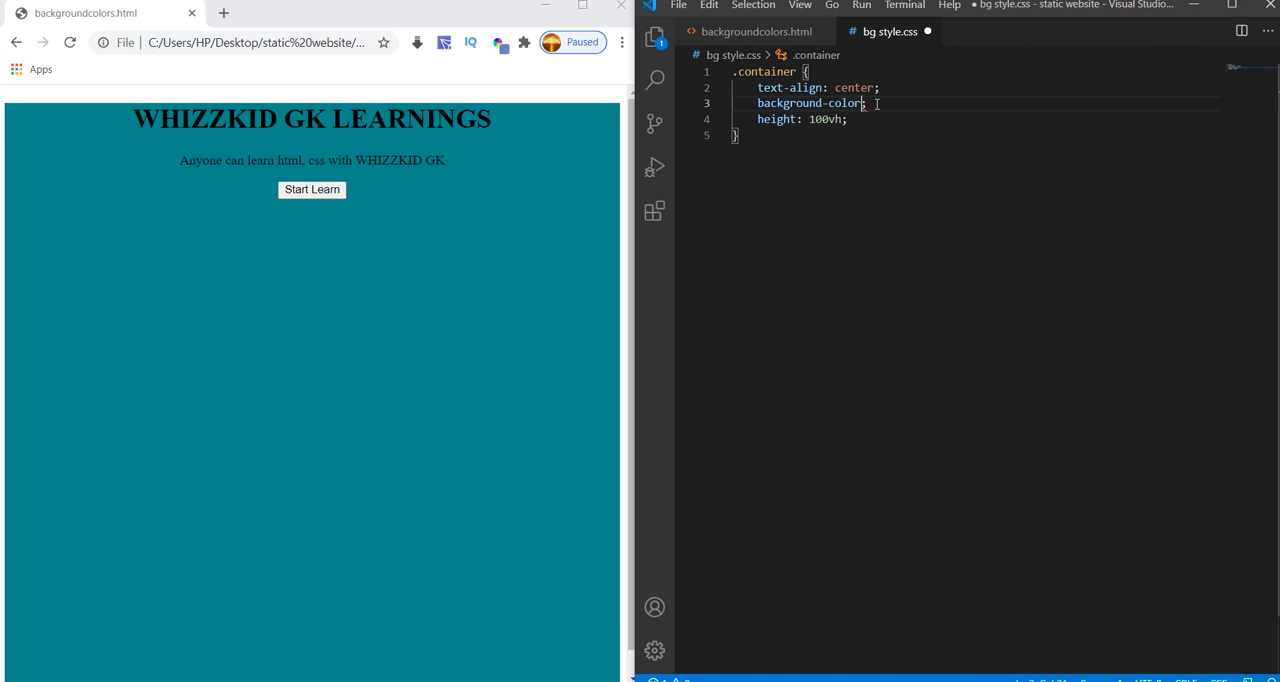 backgroundcolors.html
File C:/Users/HP/Desktop/static%20website/... IQ Paused
Apps
WHIZZKID GK LEARNINGS
Anyone can learn html, css with WHIZZKID GK
Start Learn
File Edit Selection View Go Run Terminal Help ● bg style.css - static website - Visual Studio...
<> backgroundcolors.html # bg style.css ●
# bg style.css > .container
1 .container {
2 text-align: center;
3 background-color;
4 height: 100vh;
5 }
1